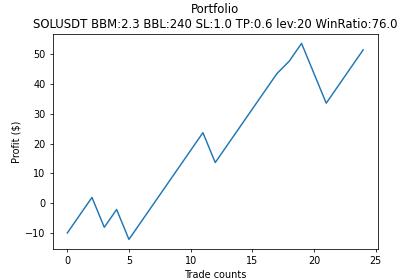 Portfolio
SOLUSDT BBM:2.3 BBL:240 SL:1.0 TP:0.6 lev:20 WinRatio:76.0
Profit ($)
50
40
30
20
10
0
−10
0 5 10 15 20 25
Trade counts